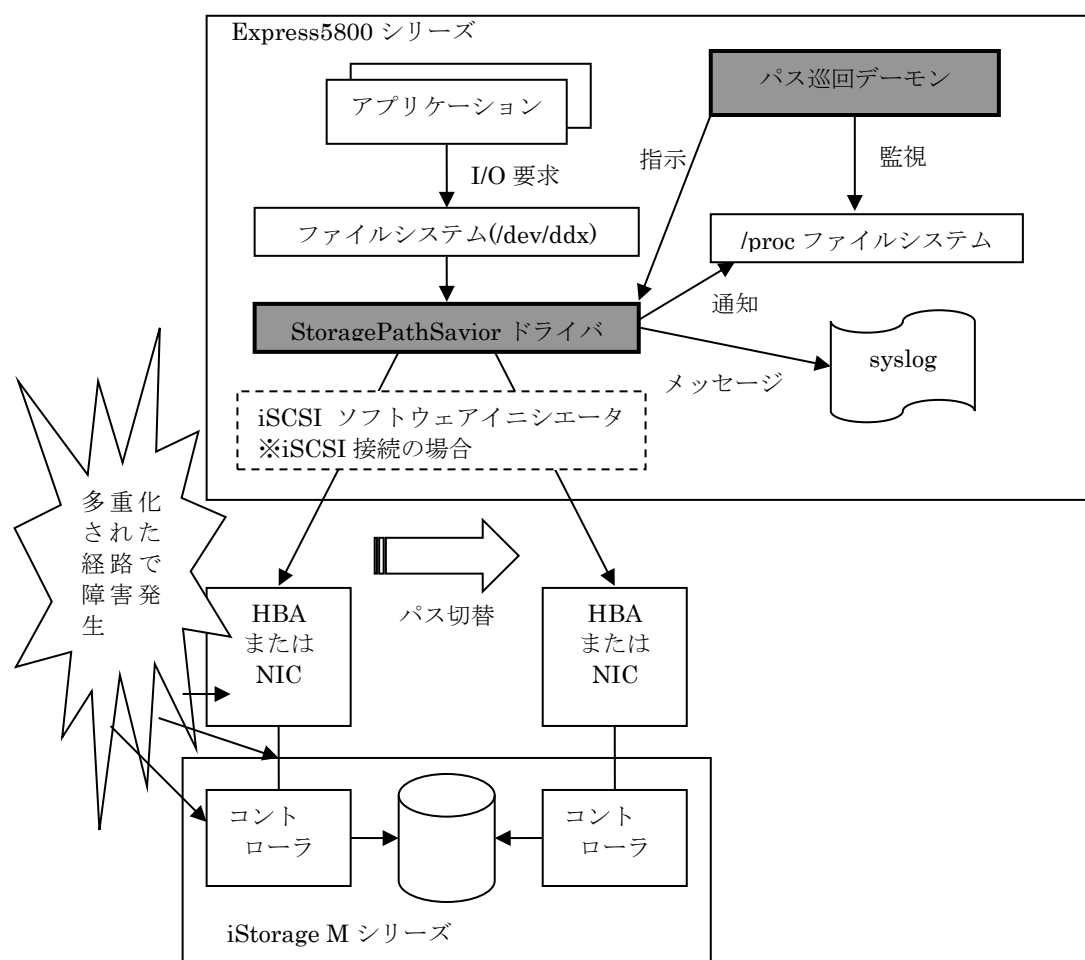 Express5800 シリーズ
アプリケーション
パス巡回デーモン
指示
監視
I/O 要求
ファイルシステム(/dev/ddx)
/proc ファイルシステム
通知
StoragePathSavior ドライバ
syslog
メッセージ
iSCSI ソフトウェアイニシエータ
※iSCSI 接続の場合
多重化
された
経路で
障害発
生
HBA
または
NIC
パス切替
HBA
または
NIC
コント
ローラ
コント
ローラ
iStorage M シリーズ